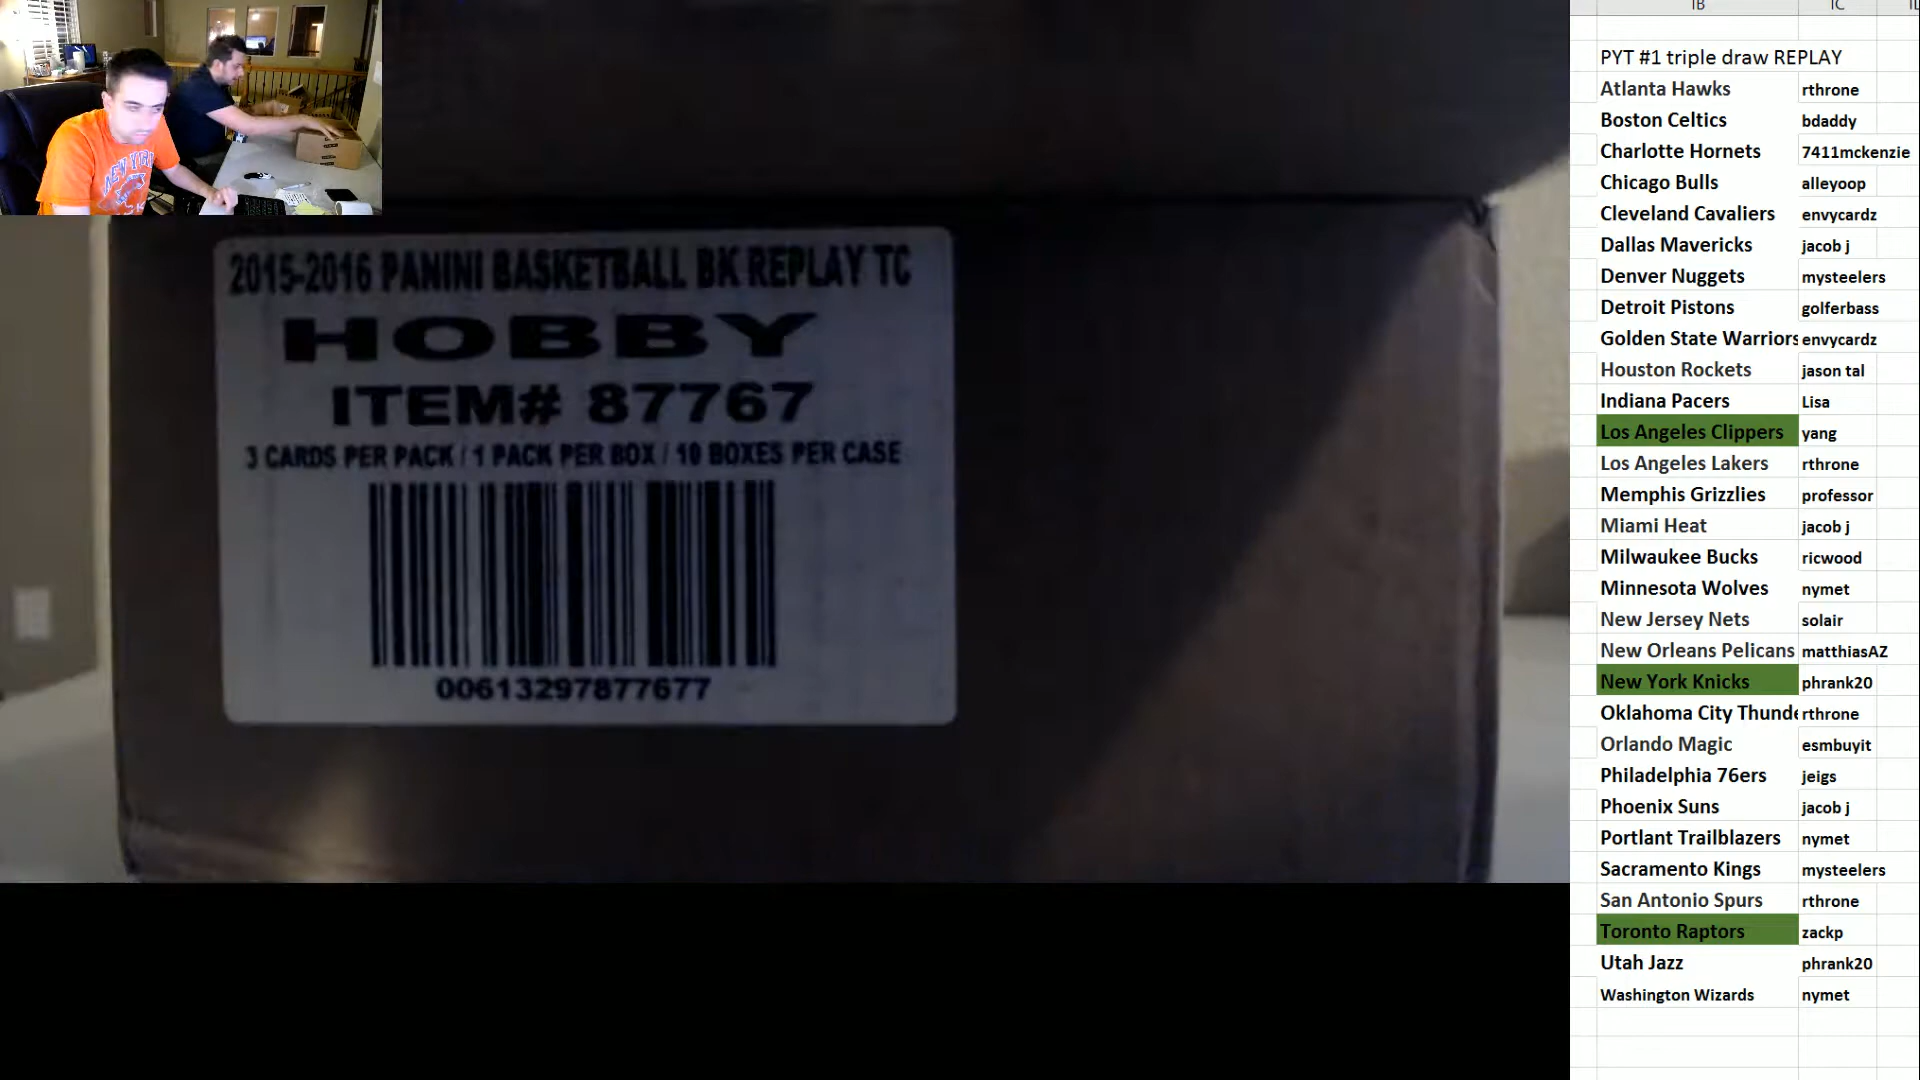 NEW YORK
2015-2016 PANINI BASKETBALL BK REPLAY TC
HOBBY
ITEM# 87767
3 CARDS PER PACK / 1 PACK PER BOX / 10 BOXES PER CASE
00613297877677
IB IC
PYT #1 triple draw REPLAY
Atlanta Hawks rthrone
Boston Celtics bdaddy
Charlotte Hornets 7411mckenzie
Chicago Bulls alleyoop
Cleveland Cavaliers envycardz
Dallas Mavericks jacob j
Denver Nuggets mysteelers
Detroit Pistons golferbass
Golden State Warriors envycardz
Houston Rockets jason tal
Indiana Pacers Lisa
Los Angeles Clippers yang
Los Angeles Lakers rthrone
Memphis Grizzlies professor
Miami Heat jacob j
Milwaukee Bucks ricwood
Minnesota Wolves nymet
New Jersey Nets solair
New Orleans Pelicans matthiasAZ
New York Knicks phrank20
Oklahoma City Thunde rthrone
Orlando Magic esmbuyit
Philadelphia 76ers jeigs
Phoenix Suns jacob j
Portlant Trailblazers nymet
Sacramento Kings mysteelers
San Antonio Spurs rthrone
Toronto Raptors zackp
Utah Jazz phrank20
Washington Wizards nymet